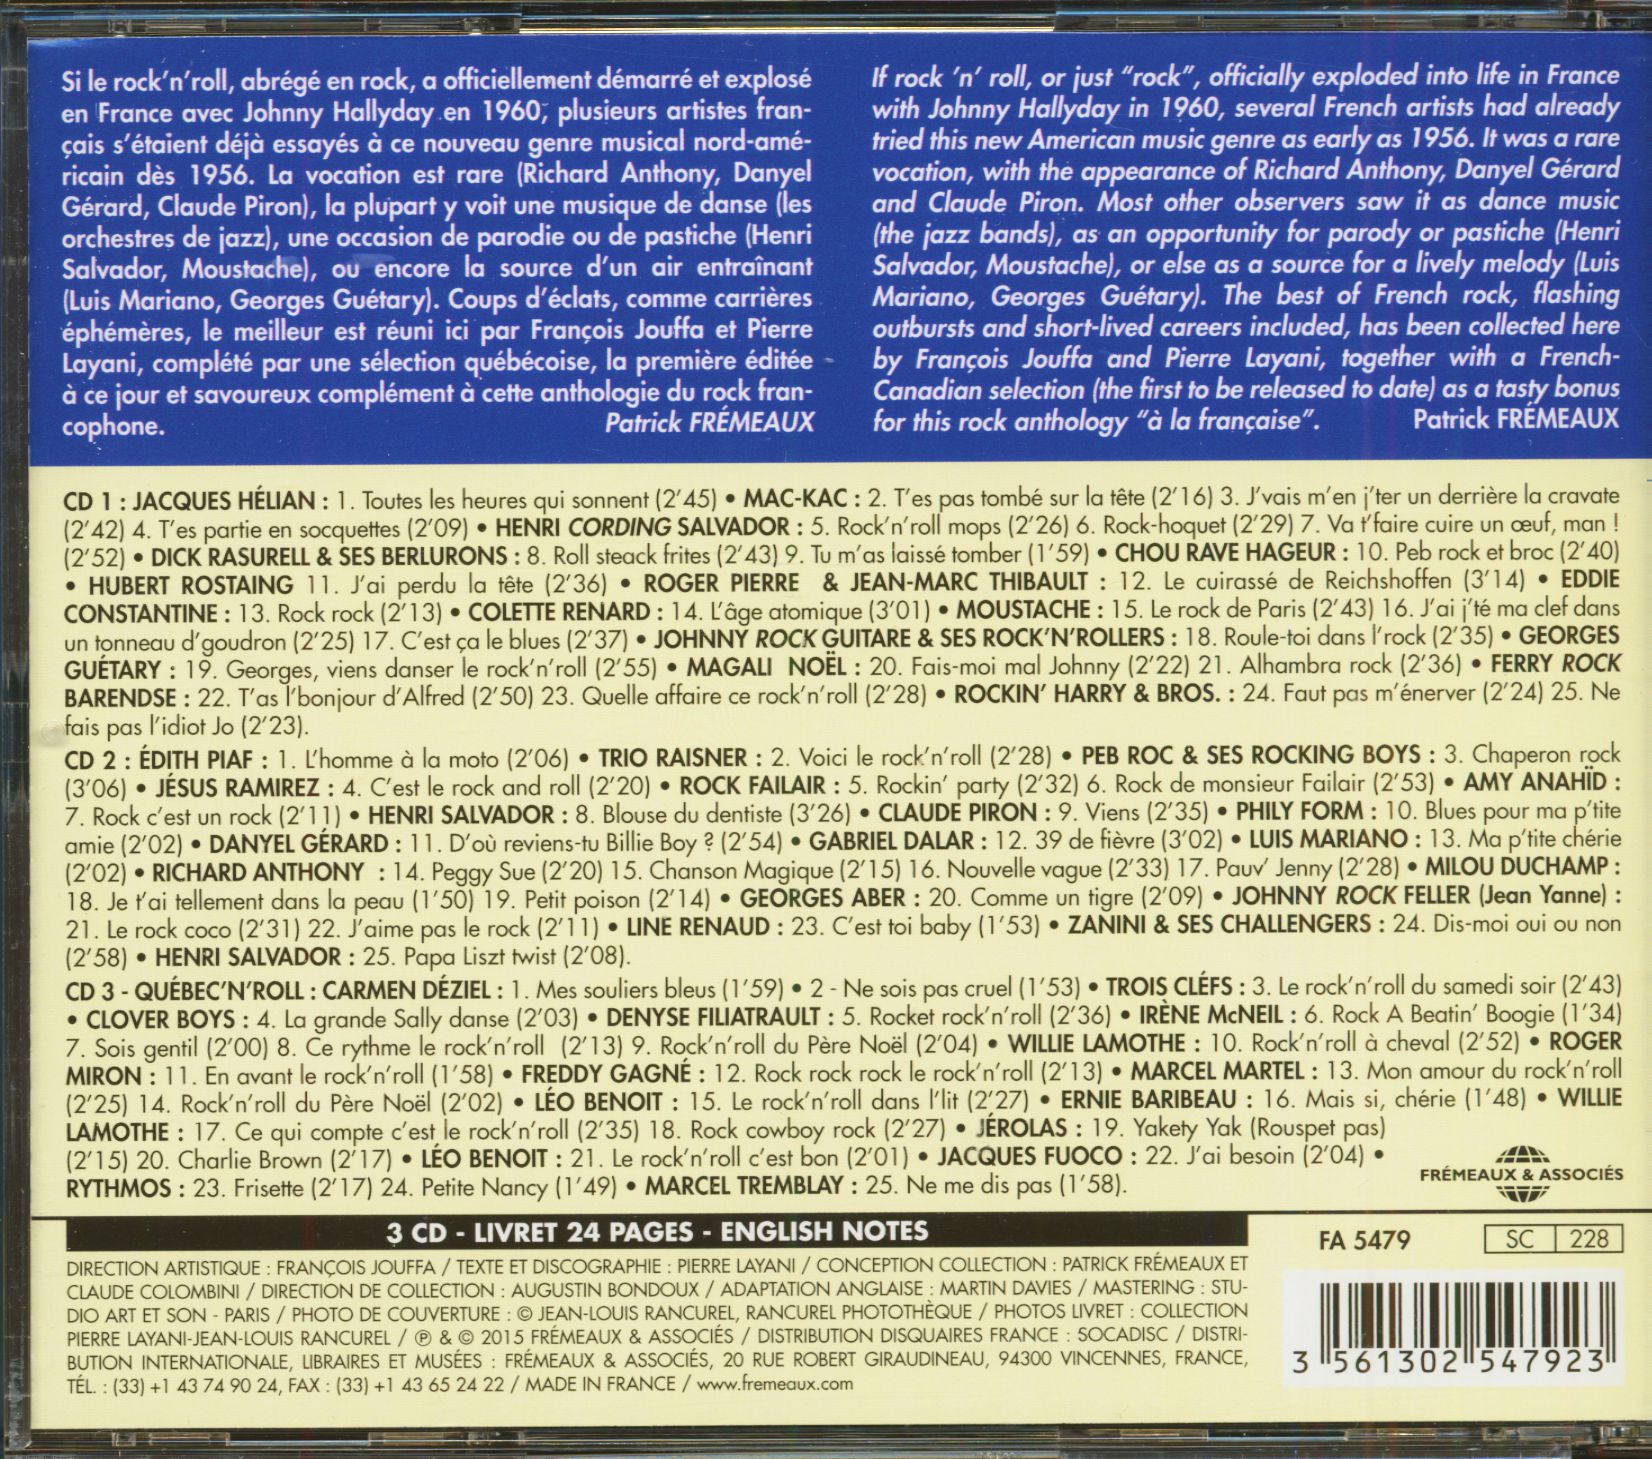 Si le rock'n'roll, abrégé en rock, a officiellement démarré et explosé
en France avec Johnny Hallyday en 1960, plusieurs artistes fran-
çais s'étaient déjà essayés à ce nouveau genre musical nord-amé-
ricain dès 1956. La vocation est rare (Richard Anthony, Danyel
Gérard, Claude Piron), la plupart y voit une musique de danse (les
orchestres de jazz), une occasion de parodie ou de pastiche (Henri
Salvador, Moustache), ou encore la source d'un air entraînant
(Luis Mariano, Georges Guétary). Coups d'éclats, comme carrières
éphémères, le meilleur est réuni ici par François Jouffa et Pierre
Layani, complété par une sélection québécoise, la première éditée
à ce jour et savoureux complément à cette anthologie du rock fran-
cophone. Patrick FRÉMEAUX
If rock 'n' roll, or just “rock”, officially exploded into life in France
with Johnny Hallyday in 1960, several French artists had already
tried this new American music genre as early as 1956. It was a rare
vocation, with the appearance of Richard Anthony, Danyel Gérard
and Claude Piron. Most other observers saw it as dance music
(the jazz bands), as an opportunity for parody or pastiche (Henri
Salvador, Moustache), or else as a source for a lively melody (Luis
Mariano, Georges Guétary). The best of French rock, flashing
outbursts and short-lived careers included, has been collected here
by François Jouffa and Pierre Layani, together with a French-
Canadian selection (the first to be released to date) as a tasty bonus
for this rock anthology “à la française”. Patrick FRÉMEAUX
CD 1 : JACQUES HÉLIAN : 1. Toutes les heures qui sonnent (2'45) • MAC-KAC : 2. T'es pas tombé sur la tête (2'16) 3. J'vais m'en j'ter un derrière la cravate
(2'42) 4. T'es partie en socquettes (2'09) • HENRI CORDING SALVADOR : 5. Rock'n'roll mops (2'26) 6. Rock-hoquet (2'29) 7. Va t'faire cuire un œuf, man !
(2'52) • DICK RASURELL & SES BERLURONS : 8. Roll steack frites (2'43) 9. Tu m'as laissé tomber (1'59) • CHOU RAVE HAGEUR : 10. Peb rock et broc (2'40)
• HUBERT ROSTAING 11. J'ai perdu la tête (2'36) • ROGER PIERRE & JEAN-MARC THIBAULT : 12. Le cuirassé de Reichshoffen (3'14) • EDDIE
CONSTANTINE : 13. Rock rock (2'13) • COLETTE RENARD : 14. L'âge atomique (3'01) • MOUSTACHE : 15. Le rock de Paris (2'43) 16. J'ai j'té ma clef dans
un tonneau d'goudron (2'25) 17. C'est ça le blues (2'37) • JOHNNY ROCK GUITARE & SES ROCK'N'ROLLERS : 18. Roule-toi dans l'rock (2'35) • GEORGES
GUÉTARY : 19. Georges, viens danser le rock'n'roll (2'55) • MAGALI NOËL : 20. Fais-moi mal Johnny (2'22) 21. Alhambra rock (2'36) • FERRY ROCK
BARENDSE : 22. T'as l'bonjour d'Alfred (2'50) 23. Quelle affaire ce rock'n'roll (2'28) • ROCKIN' HARRY & BROS. : 24. Faut pas m'énerver (2'24) 25. Ne
fais pas l'idiot Jo (2'23).
CD 2 : ÉDITH PIAF : 1. L'homme à la moto (2'06) • TRIO RAISNER : 2. Voici le rock'n'roll (2'28) • PEB ROC & SES ROCKING BOYS : 3. Chaperon rock
(3'06) • JÉSUS RAMIREZ : 4. C'est le rock and roll (2'20) • ROCK FAILAIR : 5. Rockin' party (2'32) 6. Rock de monsieur Failair (2'53) • AMY ANAHÏD :
7. Rock c'est un rock (2'11) • HENRI SALVADOR : 8. Blouse du dentiste (3'26) • CLAUDE PIRON : 9. Viens (2'35) • PHILY FORM : 10. Blues pour ma p'tite
amie (2'02) • DANYEL GÉRARD : 11. D'où reviens-tu Billie Boy ? (2'54) • GABRIEL DALAR : 12. 39 de fièvre (3'02) • LUIS MARIANO : 13. Ma p'tite chérie
(2'02) • RICHARD ANTHONY : 14. Peggy Sue (2'20) 15. Chanson Magique (2'15) 16. Nouvelle vague (2'33) 17. Pauv' Jenny (2'28) • MILOU DUCHAMP :
18. Je t'ai tellement dans la peau (1'50) 19. Petit poison (2'14) • GEORGES ABER : 20. Comme un tigre (2'09) • JOHNNY ROCK FELLER (Jean Yanne) :
21. Le rock coco (2'31) 22. J'aime pas le rock (2'11) • LINE RENAUD : 23. C'est toi baby (1'53) • ZANINI & SES CHALLENGERS : 24. Dis-moi oui ou non
(2'58) • HENRI SALVADOR : 25. Papa Liszt twist (2'08).
CD 3 - QUÉBEC'N'ROLL : CARMEN DÉZIEL : 1. Mes souliers bleus (1'59) • 2 - Ne sois pas cruel (1'53) • TROIS CLÉFS : 3. Le rock'n'roll du samedi soir (2'43)
• CLOVER BOYS : 4. La grande Sally danse (2'03) • DENYSE FILIATRAULT : 5. Rocket rock'n'roll (2'36) • IRÈNE McNEIL : 6. Rock A Beatin' Boogie (1'34)
7. Sois gentil (2'00) 8. Ce rythme le rock'n'roll (2'13) 9. Rock'n'roll du Père Noël (2'04) • WILLIE LAMOTHE : 10. Rock'n'roll à cheval (2'52) • ROGER
MIRON : 11. En avant le rock'n'roll (1'58) • FREDDY GAGNÉ : 12. Rock rock rock le rock'n'roll (2'13) • MARCEL MARTEL : 13. Mon amour du rock'n'roll
(2'25) 14. Rock'n'roll du Père Noël (2'02) • LÉO BENOIT : 15. Le rock'n'roll dans l'lit (2'27) • ERNIE BARIBEAU : 16. Mais si, chérie (1'48) • WILLIE
LAMOTHE : 17. Ce qui compte c'est le rock'n'roll (2'35) 18. Rock cowboy rock (2'27) • JÉROLAS : 19. Yakety Yak (Rouspet pas)
(2'15) 20. Charlie Brown (2'17) • LÉO BENOIT : 21. Le rock'n'roll c'est bon (2'01) • JACQUES FUOCO : 22. J'ai besoin (2'04) •
RYTHMOS : 23. Frisette (2'17) 24. Petite Nancy (1'49) • MARCEL TREMBLAY : 25. Ne me dis pas (1'58).
FRÉMEAUX & ASSOCIÉS
3 CD - LIVRET 24 PAGES - ENGLISH NOTES
FA 5479 SC 228
DIRECTION ARTISTIQUE : FRANÇOIS JOUFFA / TEXTE ET DISCOGRAPHIE : PIERRE LAYANI / CONCEPTION COLLECTION : PATRICK FRÉMEAUX ET
CLAUDE COLOMBINI / DIRECTION DE COLLECTION : AUGUSTIN BONDOUX / ADAPTATION ANGLAISE : MARTIN DAVIES / MASTERING : STU-
DIO ART ET SON - PARIS / PHOTO DE COUVERTURE : © JEAN-LOUIS RANCUREL, RANCUREL PHOTOTHÈQUE / PHOTOS LIVRET : COLLECTION
PIERRE LAYANI-JEAN-LOUIS RANCUREL / ℗ & © 2015 FRÉMEAUX & ASSOCIÉS / DISTRIBUTION DISQUAIRES FRANCE : SOCADISC / DISTRI-
BUTION INTERNATIONALE, LIBRAIRES ET MUSÉES : FRÉMEAUX & ASSOCIÉS, 20 RUE ROBERT GIRAUDINEAU, 94300 VINCENNES, FRANCE,
TÉL. : (33) +1 43 74 90 24, FAX : (33) +1 43 65 24 22 / MADE IN FRANCE / www.fremeaux.com
3 561302 547923